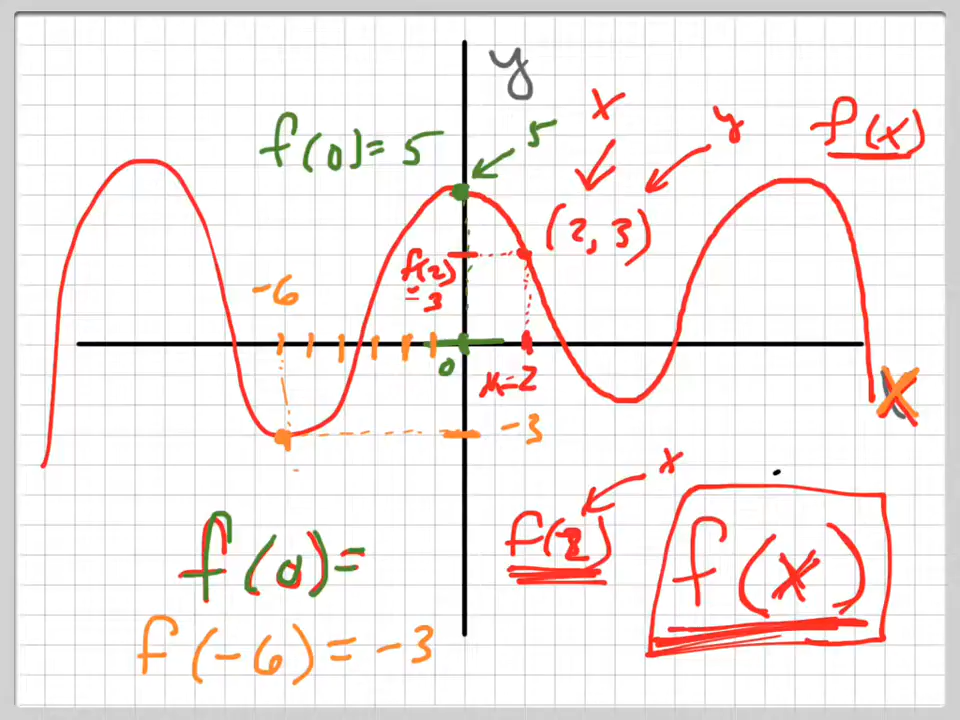 y
f(0)=5
5
x
y
f(x)
(2, 3)
f(2)
= 3
-6
0
x=2
x
-3
x
f(2)
f(x)
f(0)=
f(-6)=-3